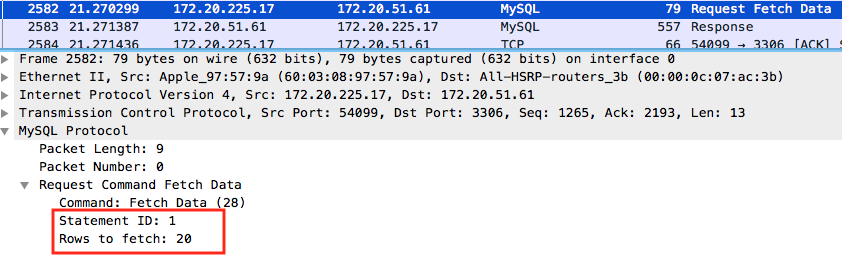 2582 21.270299 172.20.225.17 172.20.51.61 MySQL 79 Request Fetch Data
2583 21.271387 172.20.51.61 172.20.225.17 MySQL 557 Response
2584 21.271436 172.20.225.17 172.20.51.61 TCP 66 54099 → 3306 [ACK]
Frame 2582: 79 bytes on wire (632 bits), 79 bytes captured (632 bits) on interface 0
Ethernet II, Src: Apple_97:57:9a (60:03:08:97:57:9a), Dst: All-HSRP-routers_3b (00:00:0c:07:ac:3b)
Internet Protocol Version 4, Src: 172.20.225.17, Dst: 172.20.51.61
Transmission Control Protocol, Src Port: 54099, Dst Port: 3306, Seq: 1265, Ack: 2193, Len: 13
MySQL Protocol
Packet Length: 9
Packet Number: 0
Request Command Fetch Data
Command: Fetch Data (28)
Statement ID: 1
Rows to fetch: 20